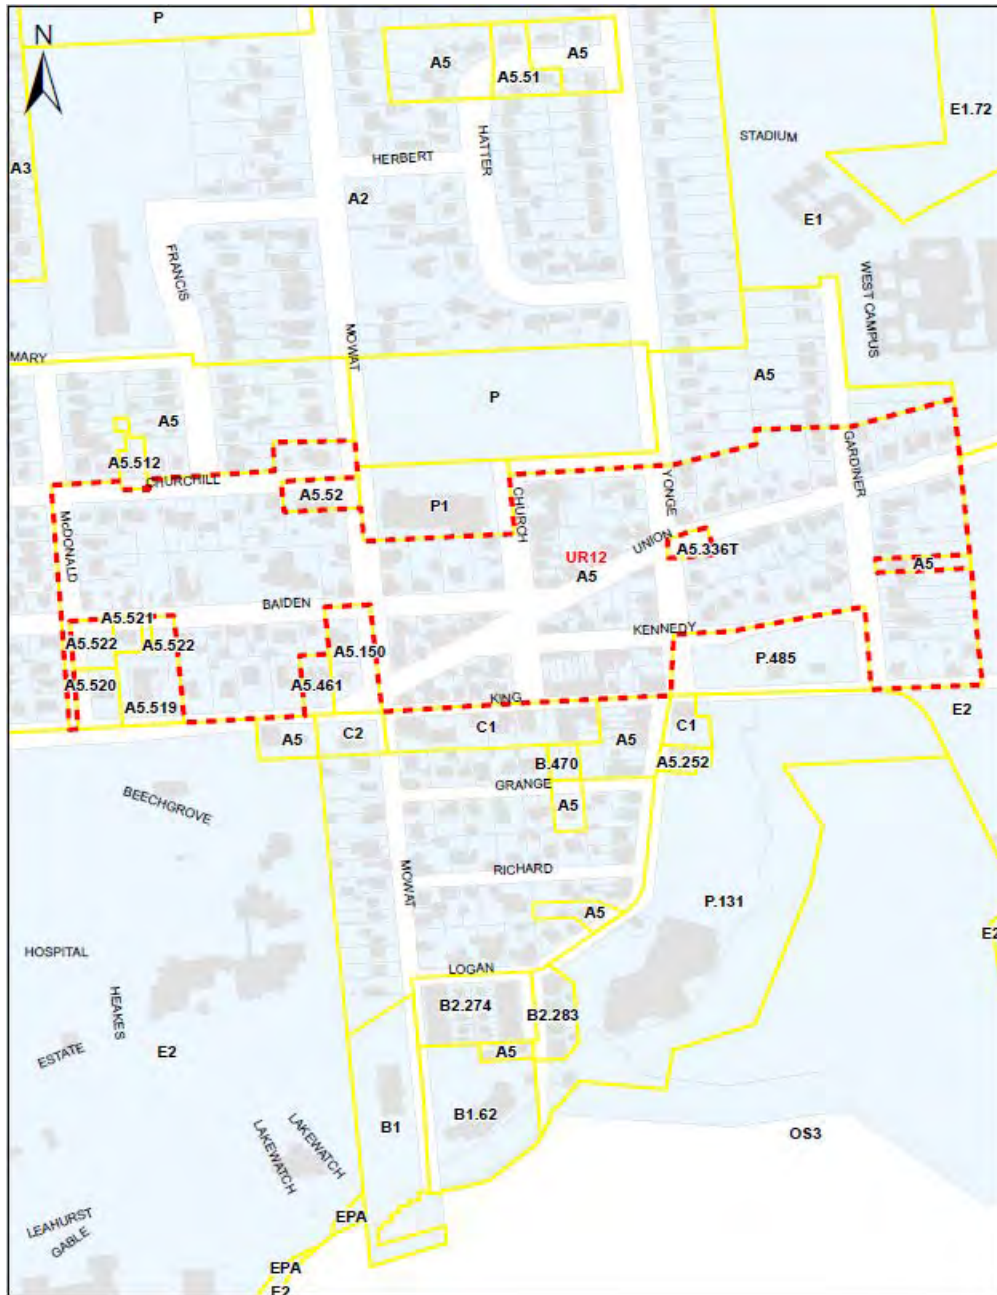 P
N
A5
A5
A5.51
E1.72
STADIUM
HERBERT
HATTER
A3
A2
E1
FRANCIS
WEST CAMPUS
MOWAT
MARY
A5
P
A5
A5.512
CHURCHILL
A5.52
P1
CHURCH
YONGE
GARDINER
McDONALD
UNION
A5.336T
UR12
A5
A5
BAIDEN
A5.521
KENNEDY
A5.522
A5.522
A5.150
P.485
A5.520
A5.461
A5.519
KING
E2
A5
C2
C1
A5
C1
B.470
A5.252
GRANGE
BEECHGROVE
A5
MOWAT
RICHARD
P.131
A5
E2
HOSPITAL
LOGAN
HEAKES
B2.274
B2.283
ESTATE
E2
A5
B1
B1.62
LAKEWATCH
LAKEWATCH
OS3
LEAHURST
GABLE
EPA
EPA
E2